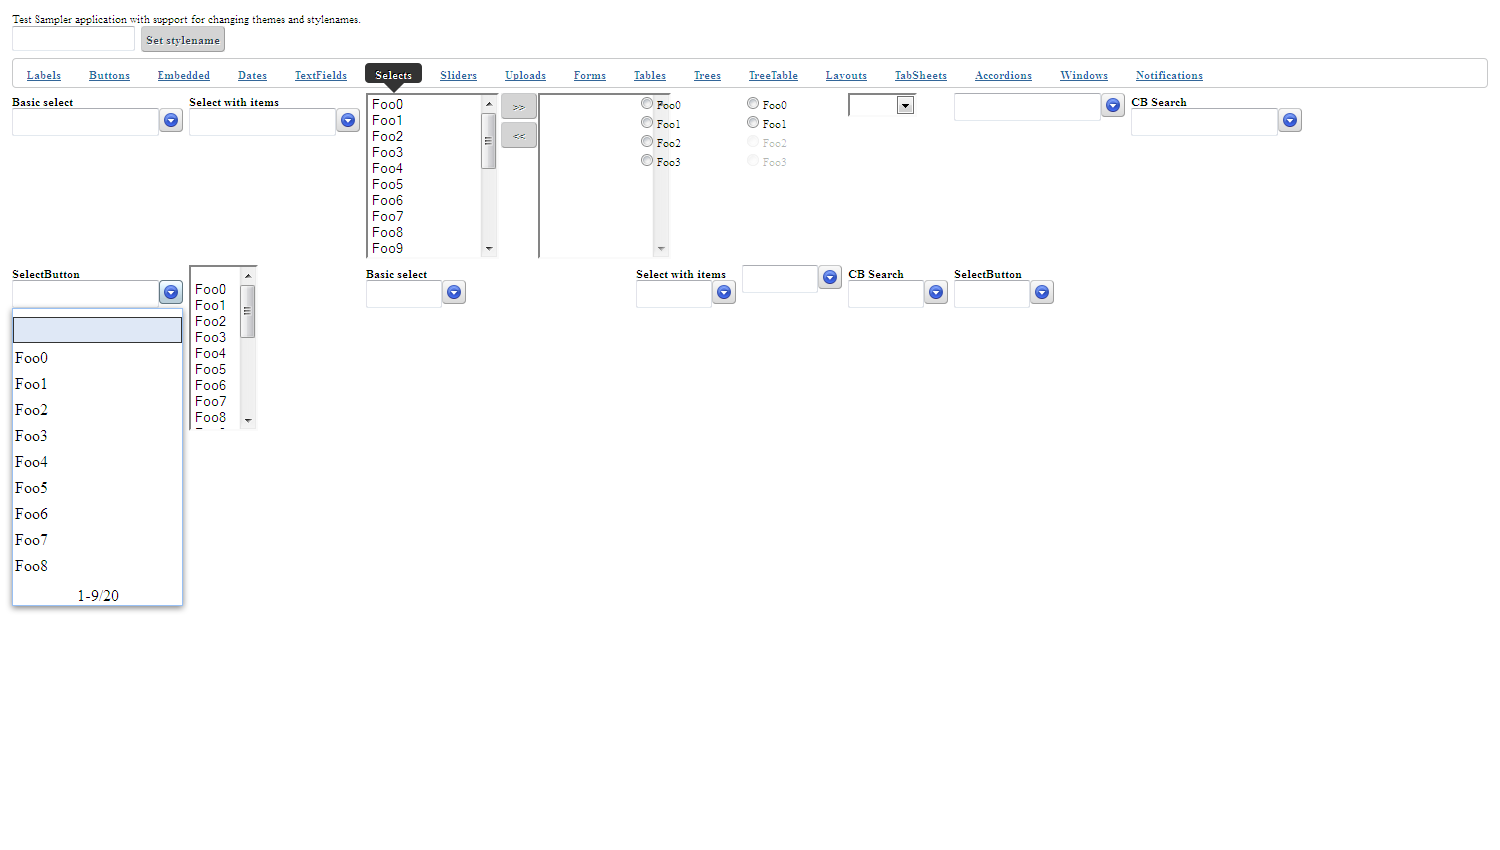 Test Sampler application with support for changing themes and stylenames.
Set stylename
Labels Buttons Embedded Dates TextFields Selects Sliders Uploads Forms Tables Trees TreeTable Layouts TabSheets Accordions Windows Notifications
Basic select
Select with items
Foo0
Foo1
Foo2
Foo3
Foo4
Foo5
Foo6
Foo7
Foo8
Foo9
>>
<<
Foo0
Foo1
Foo2
Foo3
Foo0
Foo1
Foo2
Foo3
CB Search
SelectButton
Foo0
Foo1
Foo2
Foo3
Foo4
Foo5
Foo6
Foo7
Foo8
1-9/20
Foo0
Foo1
Foo2
Foo3
Foo4
Foo5
Foo6
Foo7
Foo8
Basic select
Select with items
CB Search
SelectButton